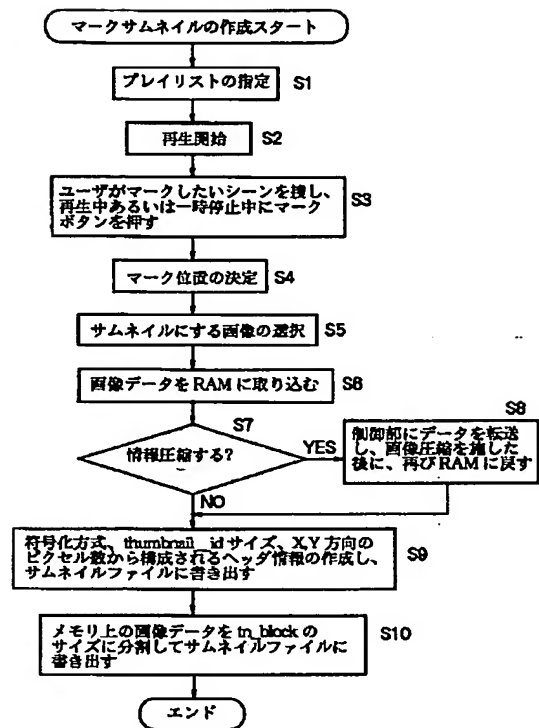 マークサムネイルの作成スタート
プレイリストの指定 S1
再生開始 S2
ユーザがマークしたいシーンを捜し、
再生中あるいは一時停止中にマーク
ボタンを押す
S3
マーク位置の決定 S4
サムネイルにする画像の選択 S5
画像データをRAMに取り込む S6
S7
情報圧縮する?
YES
NO
S8
制御部にデータを転送
し、画像圧縮を施した
後に、再びRAMに戻す
符号化方式、thumbnail_idサイズ、X,Y方向の
ピクセル数から構成されるヘッダ情報の作成し、
サムネイルファイルに書き出す
S9
メモリ上の画像データをtn_blockの
サイズに分割してサムネイルファイルに
書き出す
S10
エンド